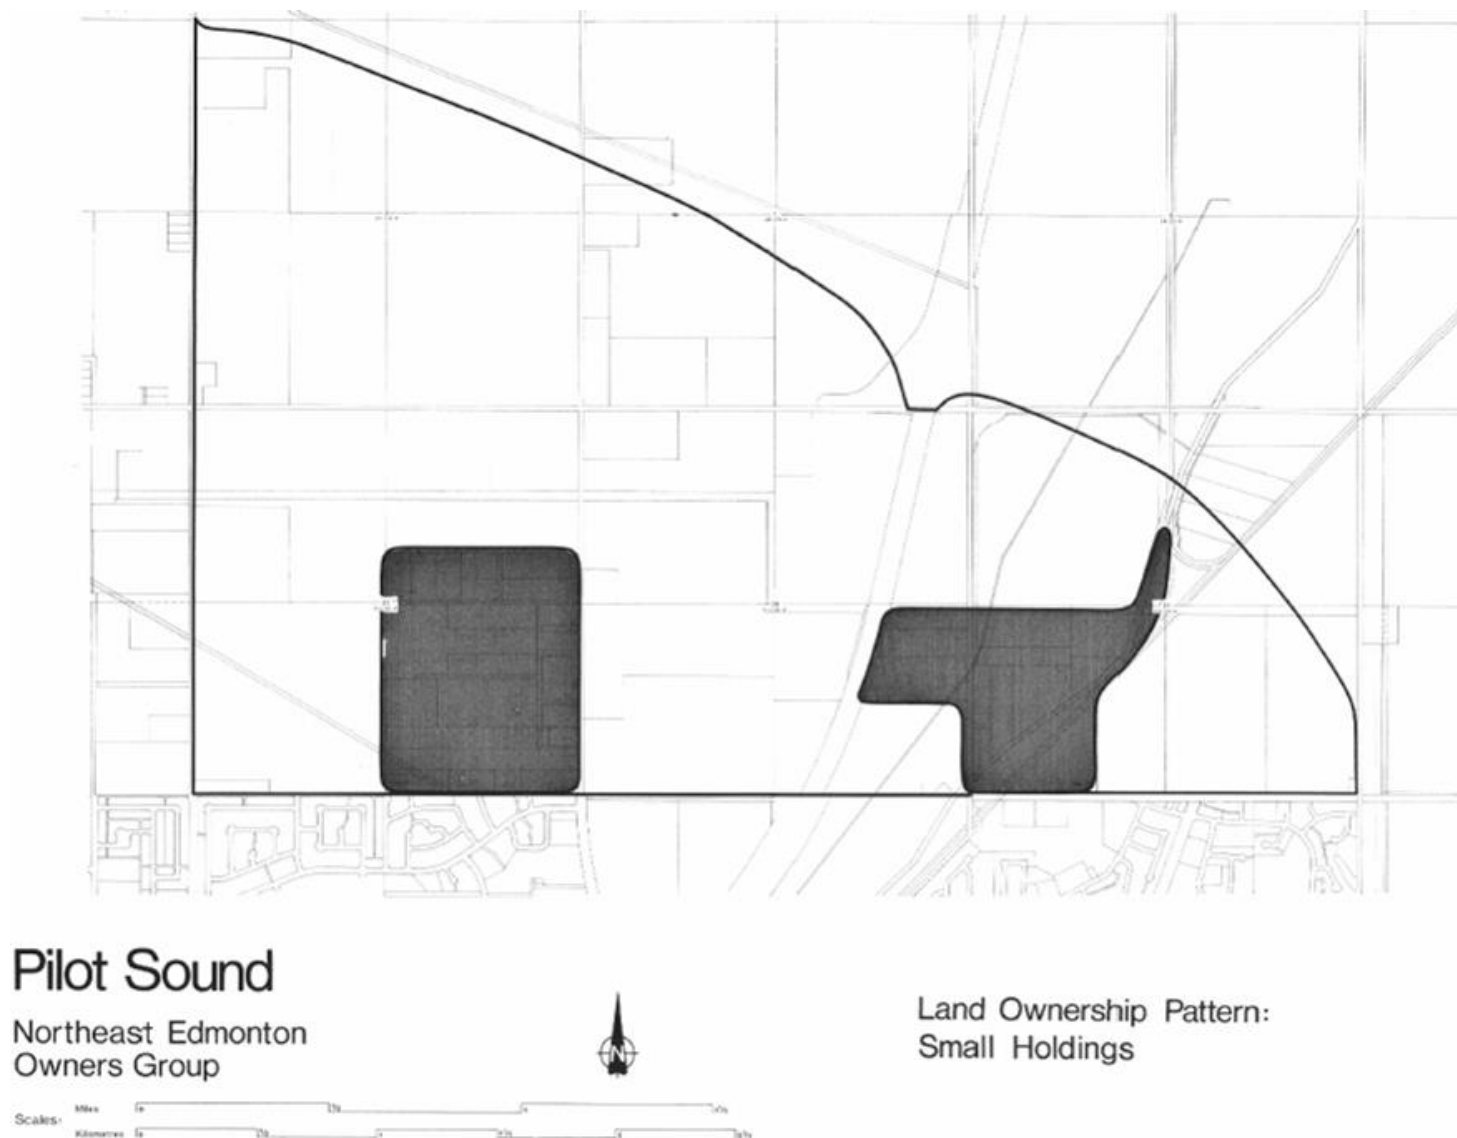 Pilot Sound
Northeast Edmonton
Owners Group
N
Land Ownership Pattern:
Small Holdings
Scales:
Miles
Kilometres